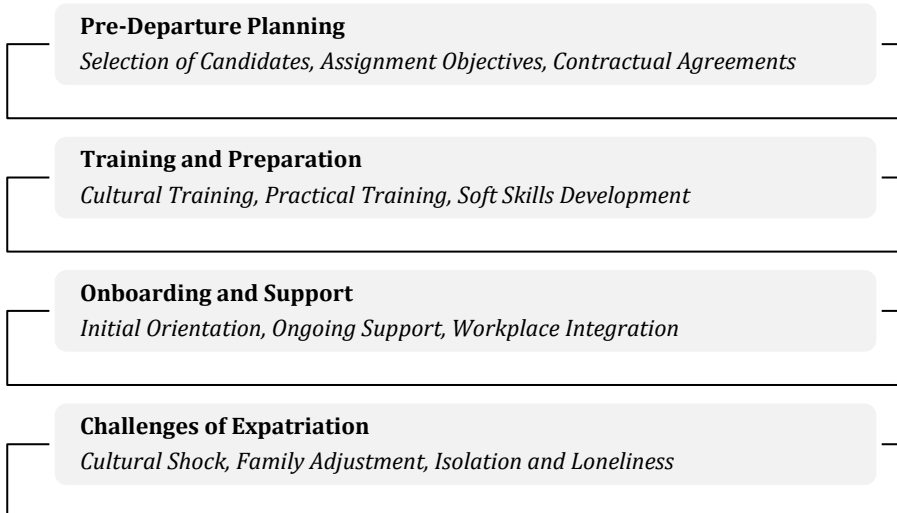 Pre-Departure Planning
Selection of Candidates, Assignment Objectives, Contractual Agreements
Training and Preparation
Cultural Training, Practical Training, Soft Skills Development
Onboarding and Support
Initial Orientation, Ongoing Support, Workplace Integration
Challenges of Expatriation
Cultural Shock, Family Adjustment, Isolation and Loneliness